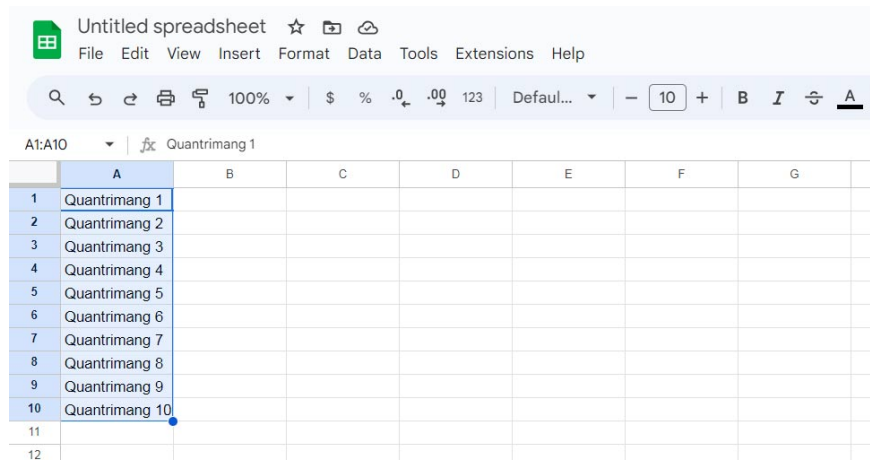 Untitled spreadsheet
File Edit View Insert Format Data Tools Extensions Help
100% $ % .0 .00 123 Defaul... 10 B I S A
A1:A10 fx Quantrimang 1
A B C D E F G
1 Quantrimang 1
2 Quantrimang 2
3 Quantrimang 3
4 Quantrimang 4
5 Quantrimang 5
6 Quantrimang 6
7 Quantrimang 7
8 Quantrimang 8
9 Quantrimang 9
10 Quantrimang 10
11
12